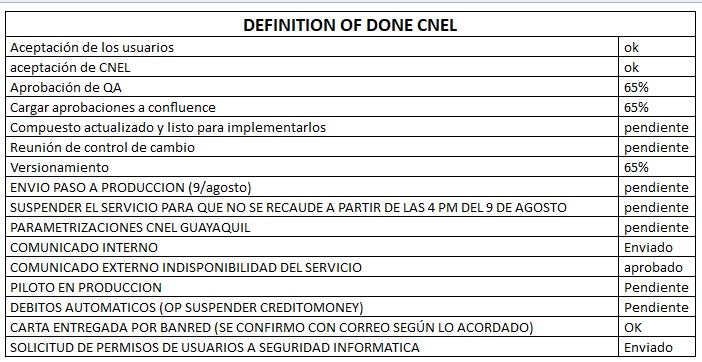 DEFINITION OF DONE CNEL
Aceptación de los usuarios ok
aceptación de CNEL ok
Aprobación de QA 65%
Cargar aprobaciones a confluence 65%
Compuesto actualizado y listo para implementarlos pendiente
Reunión de control de cambio pendiente
Versionamiento 65%
ENVIO PASO A PRODUCCION (9/agosto) pendiente
SUSPENDER EL SERVICIO PARA QUE NO SE RECAUDE A PARTIR DE LAS 4 PM DEL 9 DE AGOSTO pendiente
PARAMETRIZACIONES CNEL GUAYAQUIL pendiente
COMUNICADO INTERNO Enviado
COMUNICADO EXTERNO INDISPONIBILIDAD DEL SERVICIO aprobado
PILOTO EN PRODUCCION Pendiente
DEBITOS AUTOMATICOS (OP SUSPENDER CREDITOMONEY) Pendiente
CARTA ENTREGADA POR BANRED (SE CONFIRMO CON CORREO SEGÚN LO ACORDADO) OK
SOLICITUD DE PERMISOS DE USUARIOS A SEGURIDAD INFORMATICA Enviado